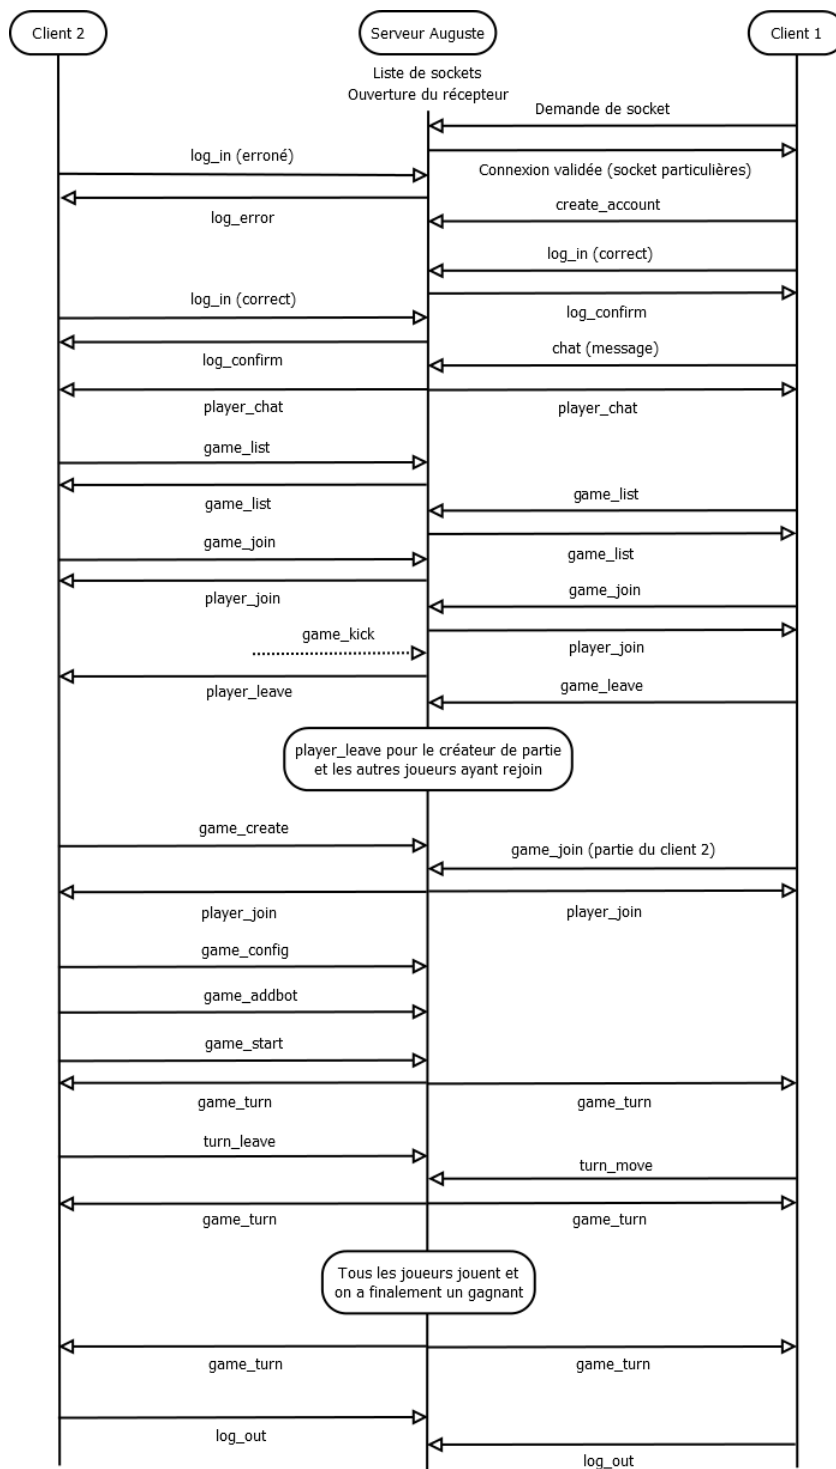 Client 2
Serveur Auguste
Client 1
Liste de sockets
Ouverture du récepteur
Demande de socket
log_in (erroné)
Connexion validée (socket particulières)
log_error
create_account
log_in (correct)
log_in (correct)
log_confirm
log_confirm
chat (message)
player_chat
player_chat
game_list
game_list
game_list
game_join
game_list
player_join
game_join
game_kick
player_join
player_leave
game_leave
player_leave pour le créateur de partie
et les autres joueurs ayant rejoin
game_create
game_join (partie du client 2)
player_join
player_join
game_config
game_addbot
game_start
game_turn
game_turn
turn_leave
turn_move
game_turn
game_turn
Tous les joueurs jouent et
on a finalement un gagnant
game_turn
game_turn
log_out
log_out